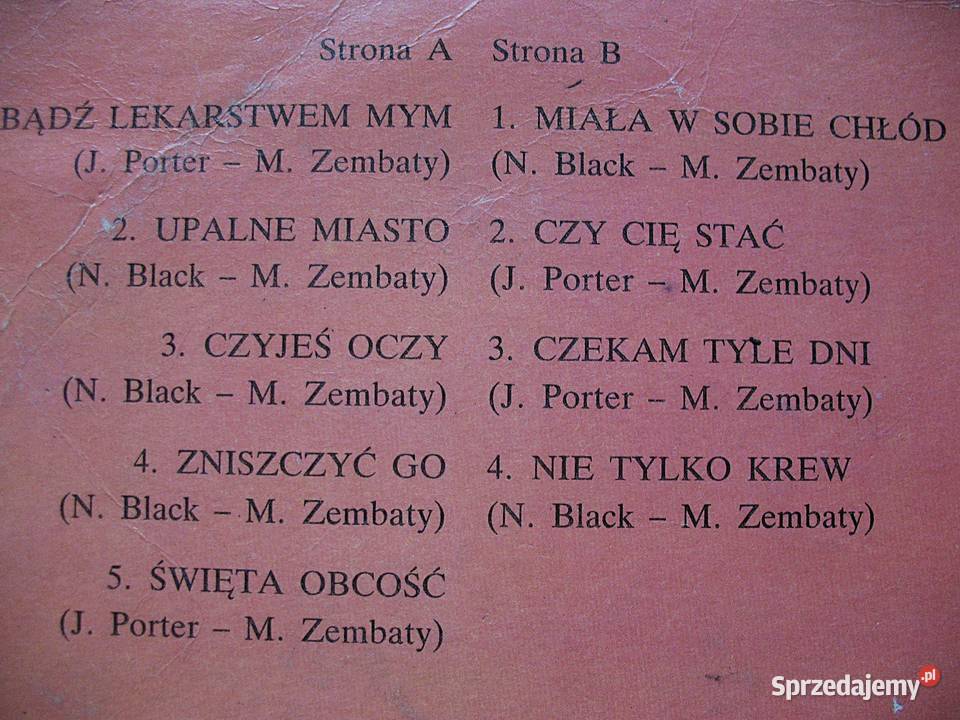 Strona A
BĄDŹ LEKARSTWEM MYM
(J. Porter – M. Zembaty)
2. UPALNE MIASTO
(N. Black – M. Zembaty)
3. CZYJEŚ OCZY
(N. Black – M. Zembaty)
4. ZNISZCZYĆ GO
(N. Black – M. Zembaty)
5. ŚWIĘTA OBCOŚĆ
(J. Porter – M. Zembaty)
Strona B
1. MIAŁA W SOBIE CHŁÓD
(N. Black – M. Zembaty)
2. CZY CIĘ STAĆ
(J. Porter – M. Zembaty)
3. CZEKAM TYLE DNI
(J. Porter – M. Zembaty)
4. NIE TYLKO KREW
(N. Black – M. Zembaty)
Sprzedajemy.pl